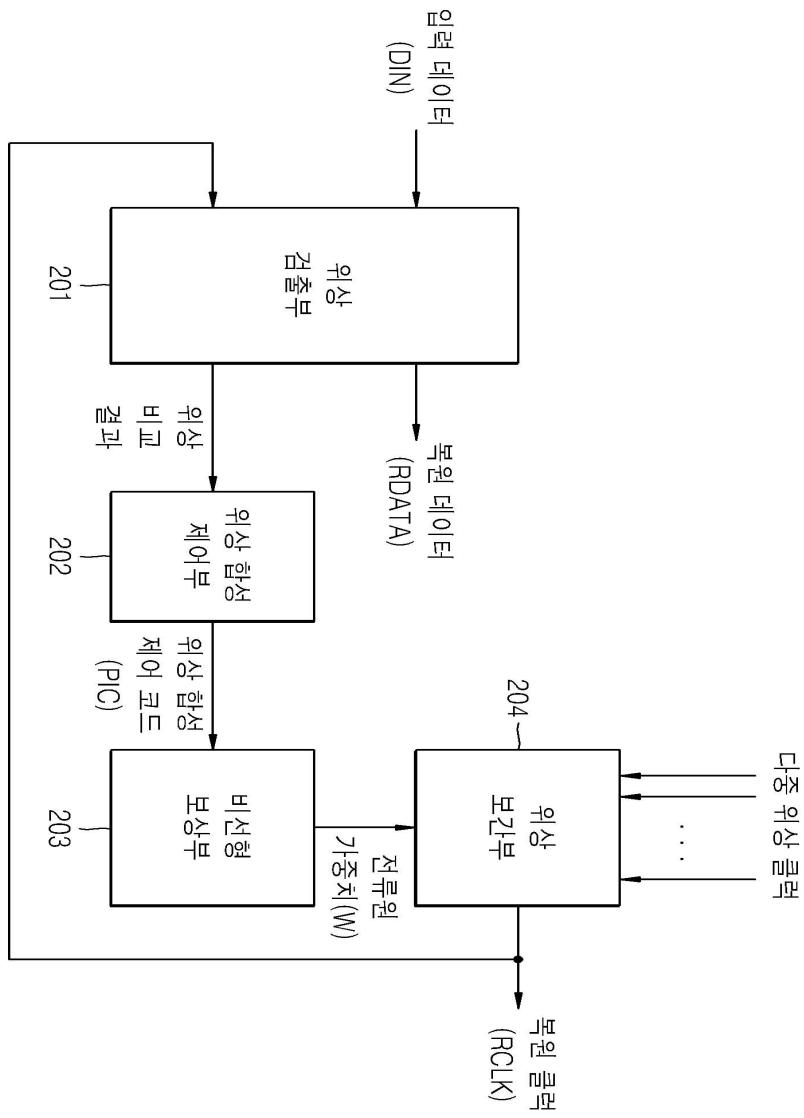 입력 데이터
(DIN)
위상
검출부
201
복원 데이터
(RDATA)
위상
비교
결과
위상 합성
제어부
202
위상 합성
제어 코드
(PIC)
비선형
보상부
203
전류원
가중치(W)
204
위상
보간부
다중 위상 클럭
. . .
복원 클럭
(RCLK)